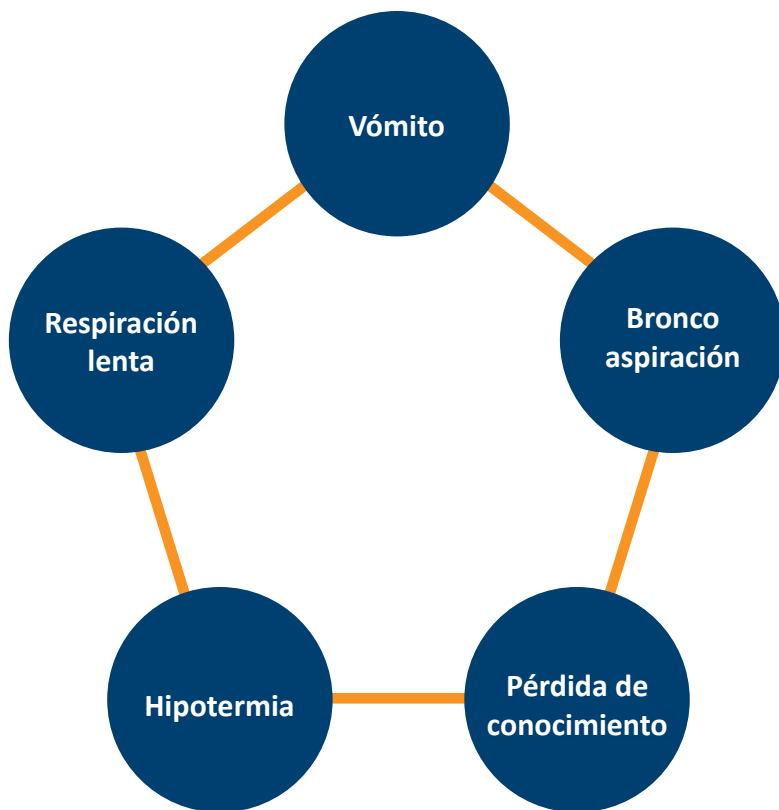 Vómito
Bronco
aspiración
Pérdida de
conocimiento
Hipotermia
Respiración
lenta